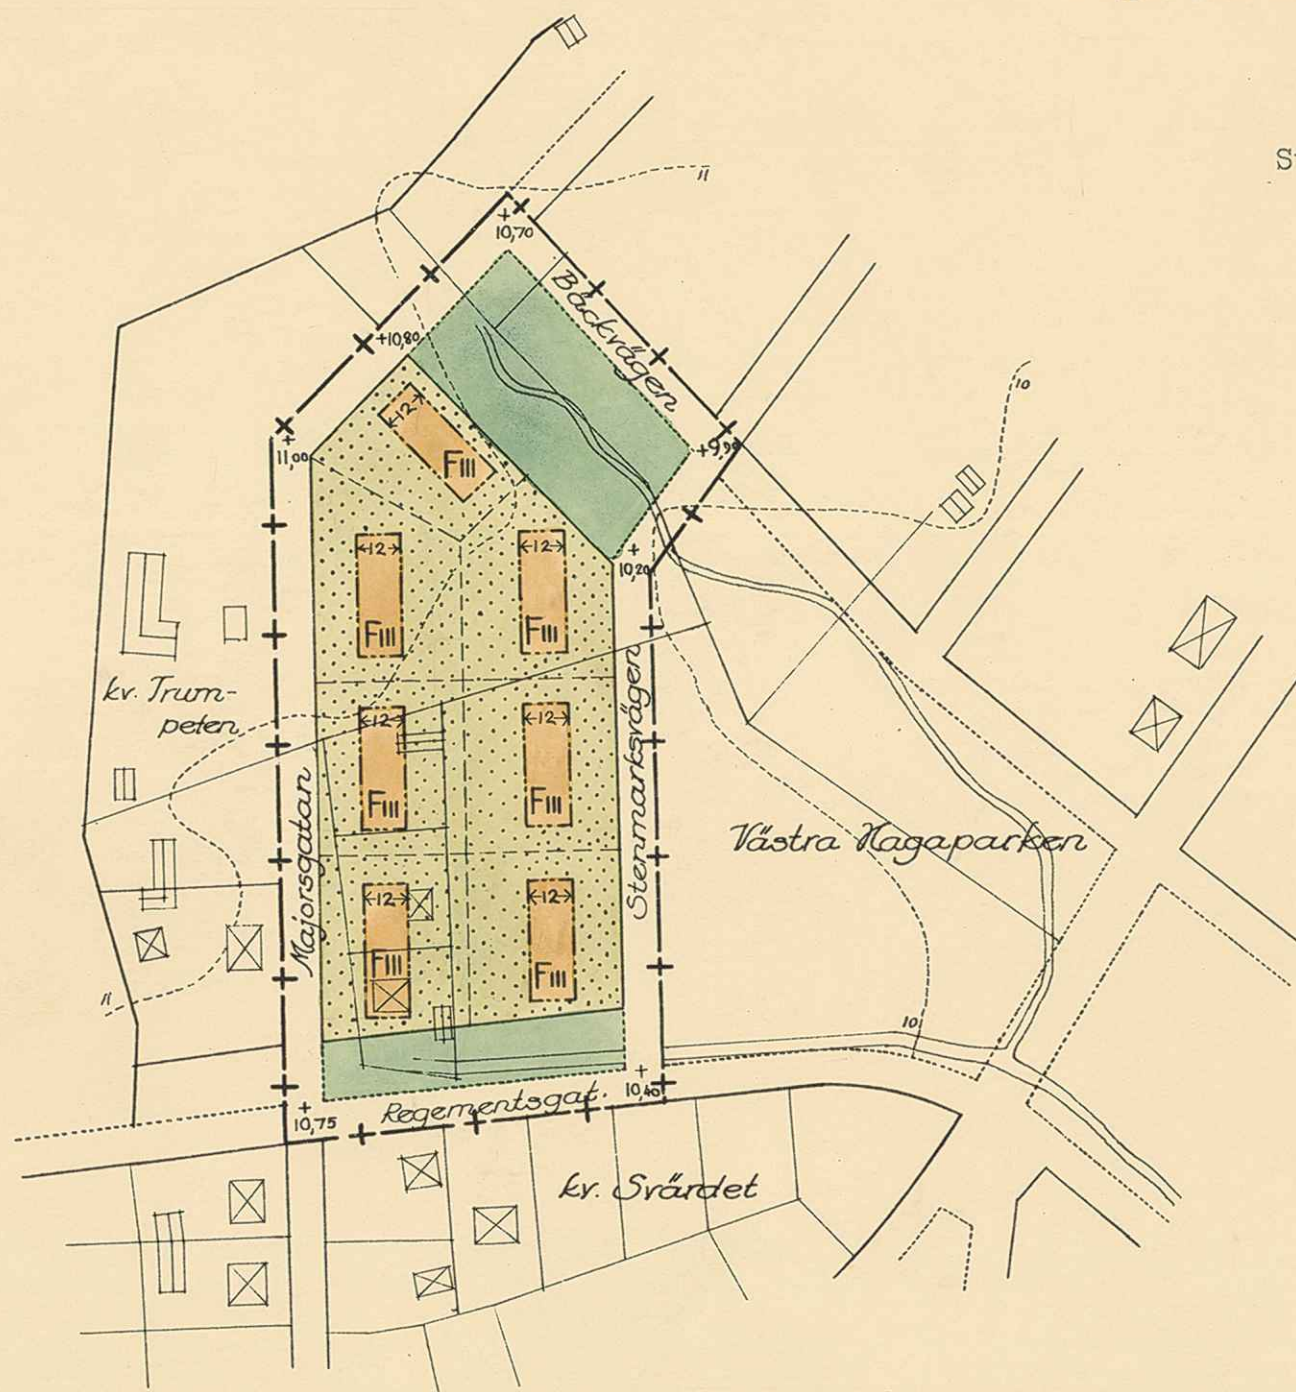 11
S
+
10,70
Bäckvägen
+10,80
12
10
+
11,00
+9,90
FIII
12
12
+
10,20
FIII
FIII
kv. Trum-
peten
Stenmarksvägen
12
12
Majorsgatan
FIII
FIII
Västra Hagaparken
12
12
FIII
FIII
11
10
+
10,40
+
10,75
Regementsgat.
kv. Svärdet